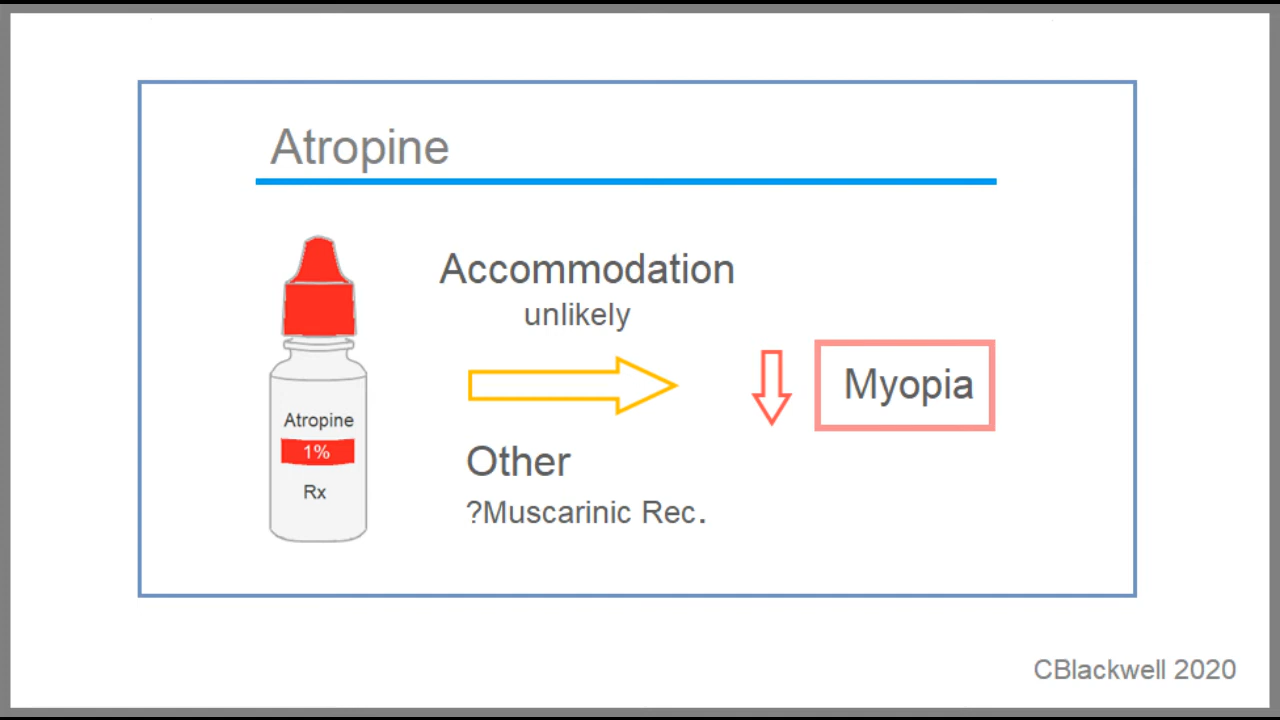 Atropine
Accommodation
unlikely
Myopia
Other
?Muscarinic Rec.
Atropine
1%
Rx
CBlackwell 2020